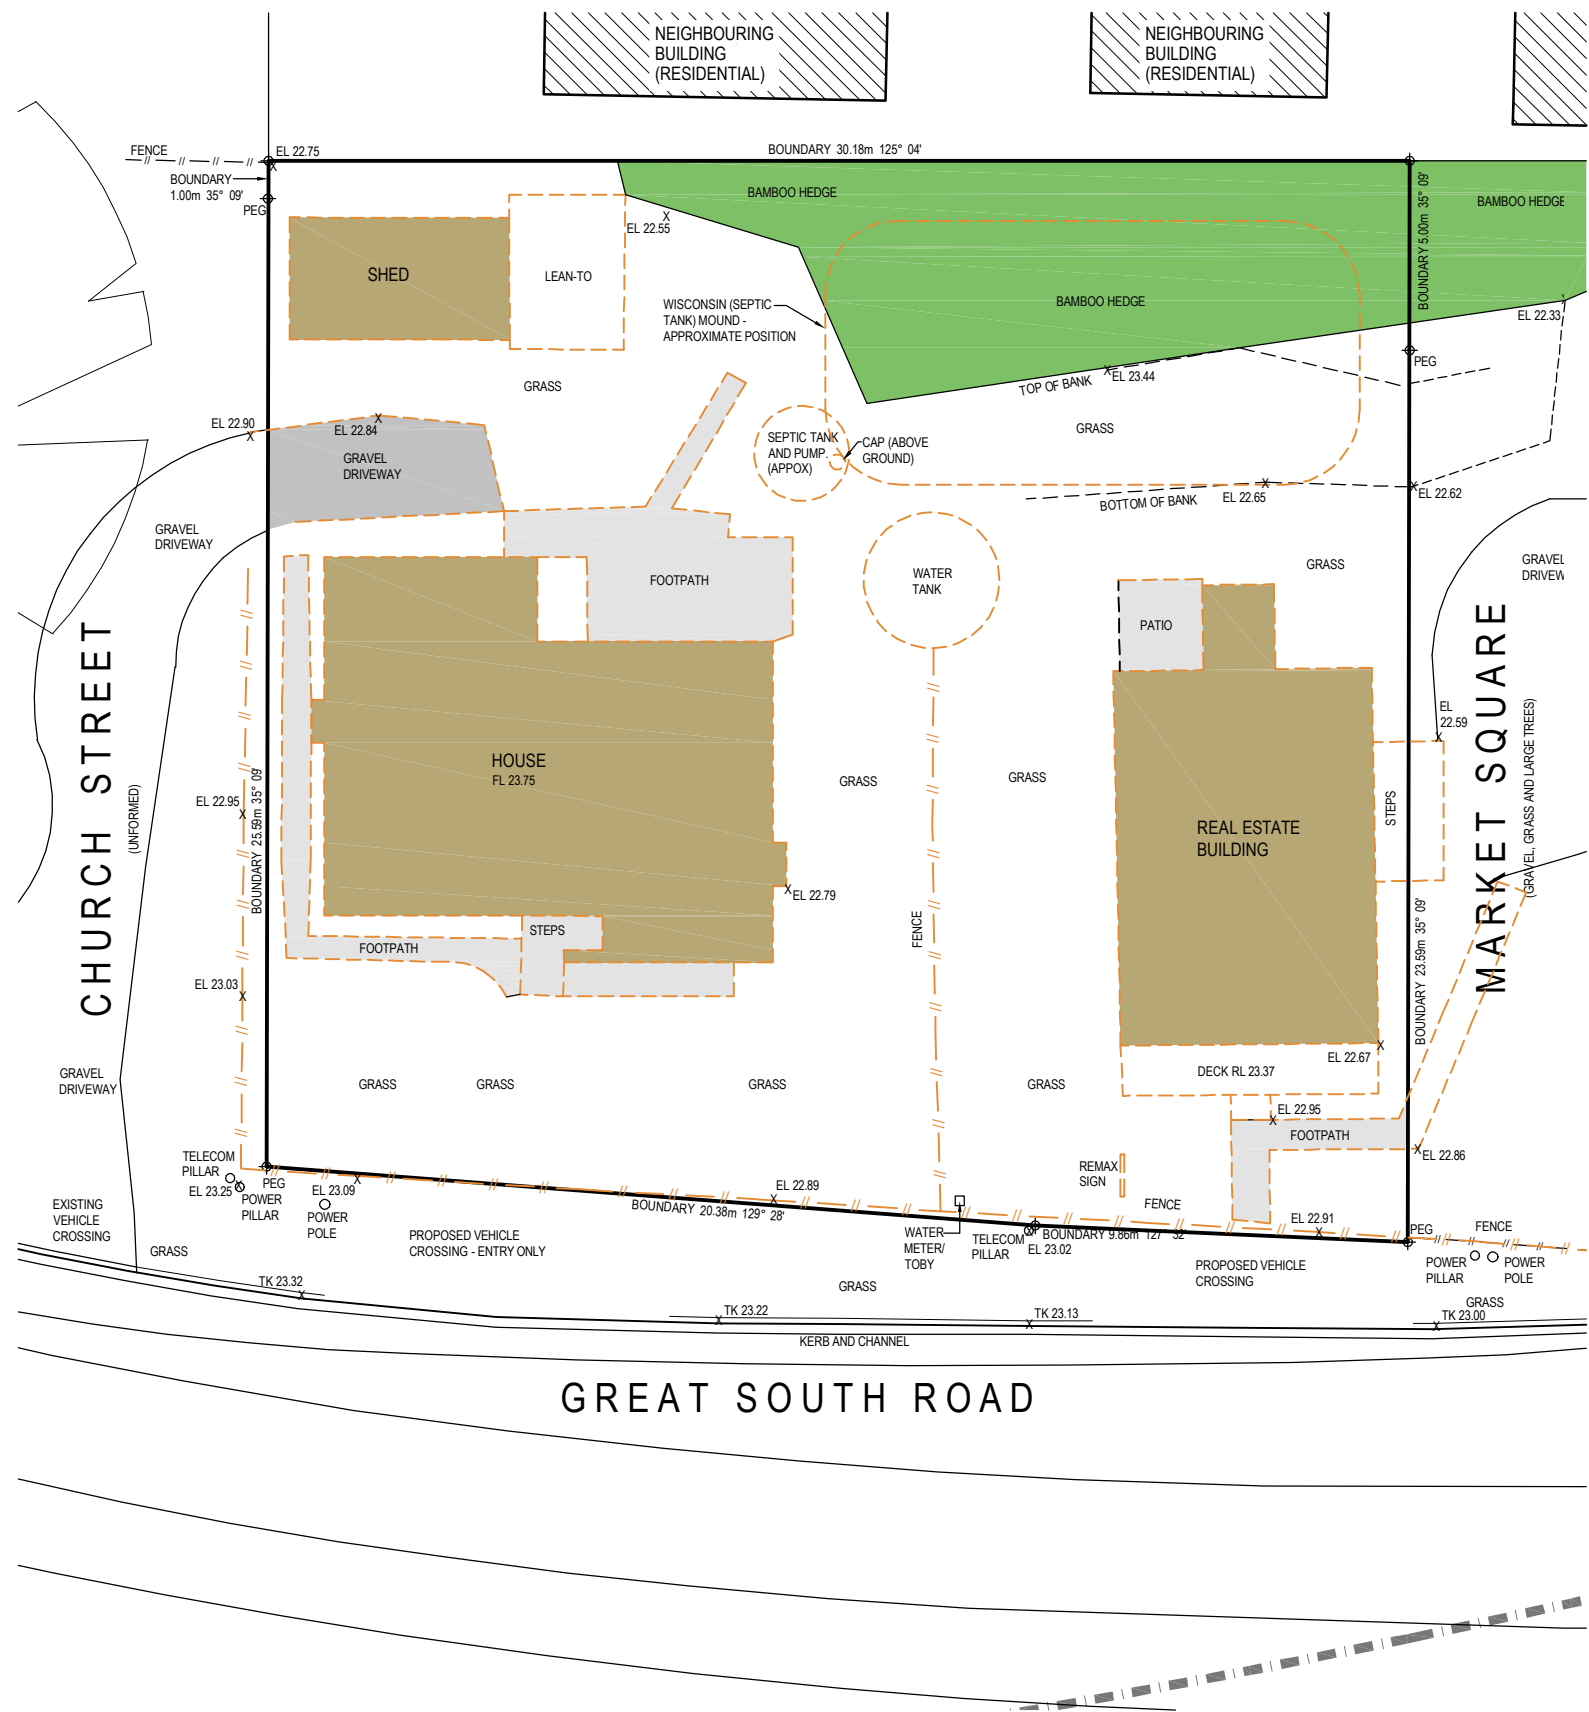 NEIGHBOURING
BUILDING
(RESIDENTIAL)
NEIGHBOURING
BUILDING
(RESIDENTIAL)
FENCE
EL 22.75
BOUNDARY 30.18m 125° 04'
BOUNDARY
1.00m 35° 09'
PEG
BAMBOO HEDGE
BAMBOO HEDGE
BOUNDARY 5.00m 35° 09'
EL 22.55
SHED
LEAN-TO
WISCONSIN (SEPTIC
TANK) MOUND -
APPROXIMATE POSITION
BAMBOO HEDGE
EL 22.33
PEG
TOP OF BANK
EL 23.44
GRASS
EL 22.90
EL 22.84
GRAVEL
DRIVEWAY
SEPTIC TANK
AND PUMP.
(APPOX)
CAP (ABOVE
GROUND)
GRASS
BOTTOM OF BANK
EL 22.65
EL 22.62
GRAVEL
DRIVEWAY
FOOTPATH
WATER
TANK
GRASS
GRAVEL
DRIVEW
PATIO
CHURCH STREET
(UNFORMED)
MARKET SQUARE
(GRAVEL, GRASS AND LARGE TREES)
EL
22.59
HOUSE
FL 23.75
GRASS
GRASS
EL 22.95
BOUNDARY 25.59m 35° 09'
STEPS
REAL ESTATE
BUILDING
EL 22.79
STEPS
FOOTPATH
FENCE
BOUNDARY 23.59m 35° 09'
EL 23.03
EL 22.67
GRAVEL
DRIVEWAY
GRASS
GRASS
GRASS
GRASS
DECK RL 23.37
EL 22.95
FOOTPATH
EL 22.86
TELECOM
PILLAR
EL 23.25
PEG
POWER
PILLAR
EL 23.09
POWER
POLE
EL 22.89
BOUNDARY 20.38m 129° 28'
REMAX
SIGN
FENCE
EL 22.91
PEG
FENCE
EXISTING
VEHICLE
CROSSING
GRASS
PROPOSED VEHICLE
CROSSING - ENTRY ONLY
WATER
METER/
TOBY
TELECOM
PILLAR
EL 23.02
BOUNDARY 9.86m 127° 32'
PROPOSED VEHICLE
CROSSING
POWER
PILLAR
POWER
POLE
TK 23.32
GRASS
GRASS
TK 23.22
TK 23.13
TK 23.00
KERB AND CHANNEL
GREAT SOUTH ROAD